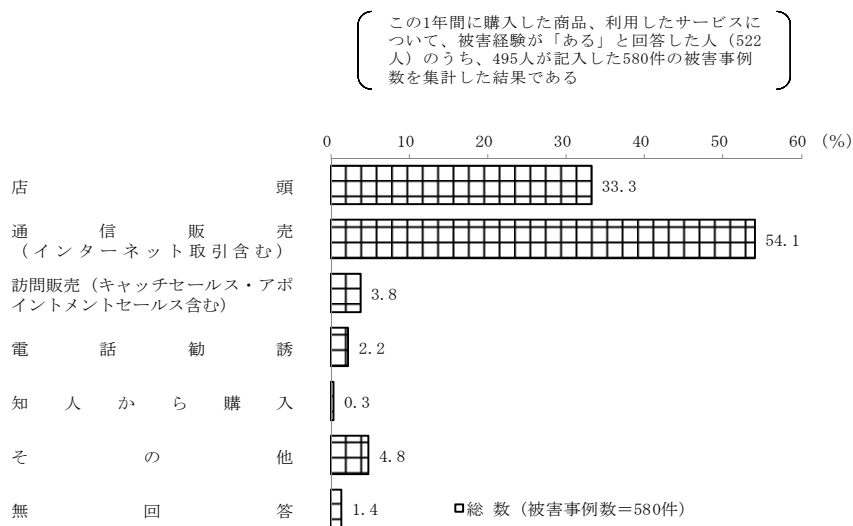 この1年間に購入した商品、利用したサービスに
ついて、被害経験が「ある」と回答した人（522
人）のうち、495人が記入した580件の被害事例
数を集計した結果である
0 10 20 30 40 50 60 (%)
店頭 33.3
通信販売
（インターネット取引含む） 54.1
訪問販売（キャッチセールス・アポ
イントメントセールス含む） 3.8
電話勧誘 2.2
知人から購入 0.3
その他 4.8
無回答 1.4
総数（被害事例数＝580件）